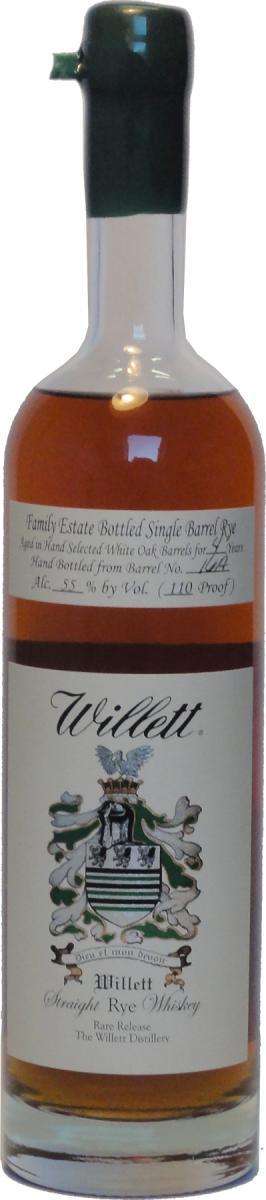 Family Estate Bottled Single Barrel Rye
Aged in Hand Selected White Oak Barrels for 4 Years
Hand Bottled from Barrel No.
Alc. 55 % by Vol. (110 Proof)
Willett®
Dieu et mon devoir
Willett
Straight Rye Whiskey
Rare Release
The Willett Distillery